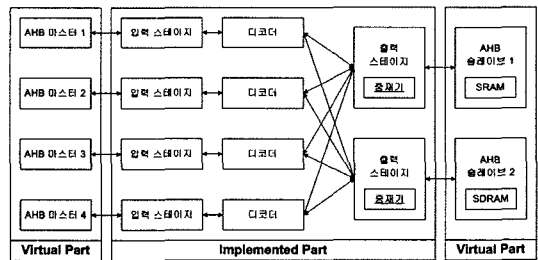 AHB 마스터 1
입력 스테이지
디코더
AHB 마스터 2
입력 스테이지
디코더
AHB 마스터 3
입력 스테이지
디코더
AHB 마스터 4
입력 스테이지
디코더
출력
스테이지
중재기
출력
스테이지
중재기
AHB
슬레이브 1
SRAM
AHB
슬레이브 2
SDRAM
Virtual Part
Implemented Part
Virtual Part